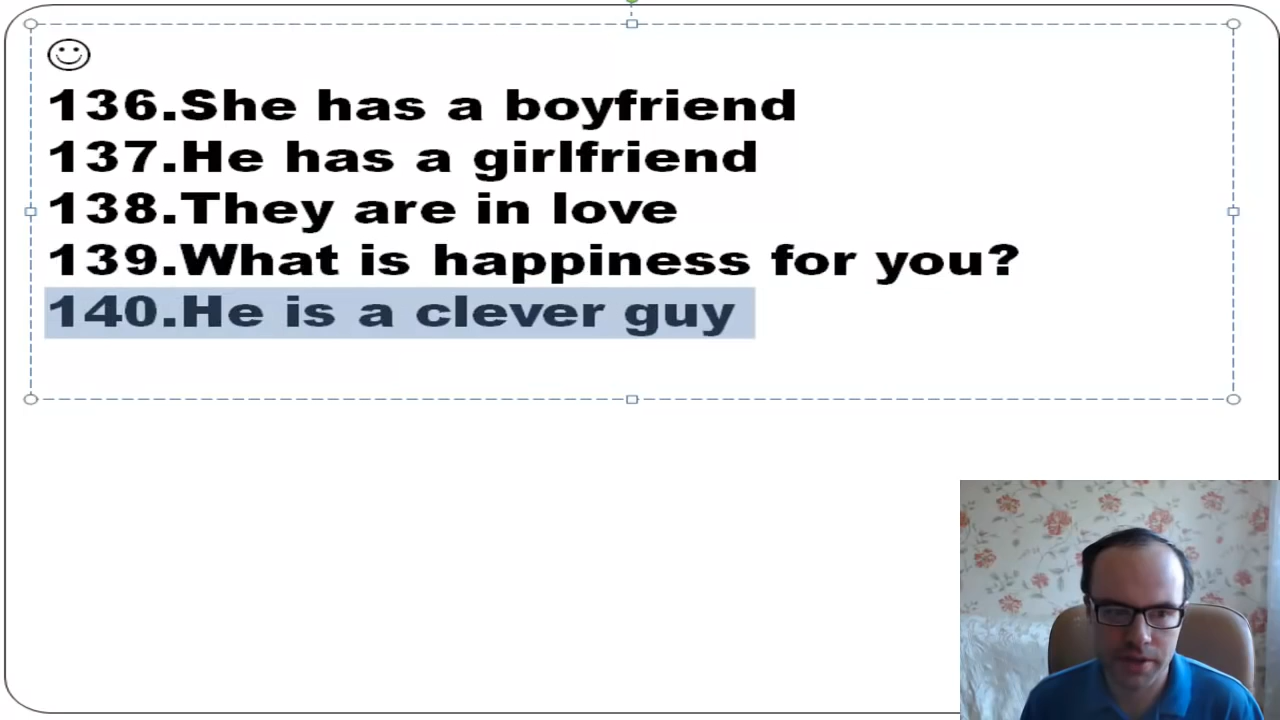 136.She has a boyfriend
137.He has a girlfriend
138.They are in love
139.What is happiness for you?
140.He is a clever guy